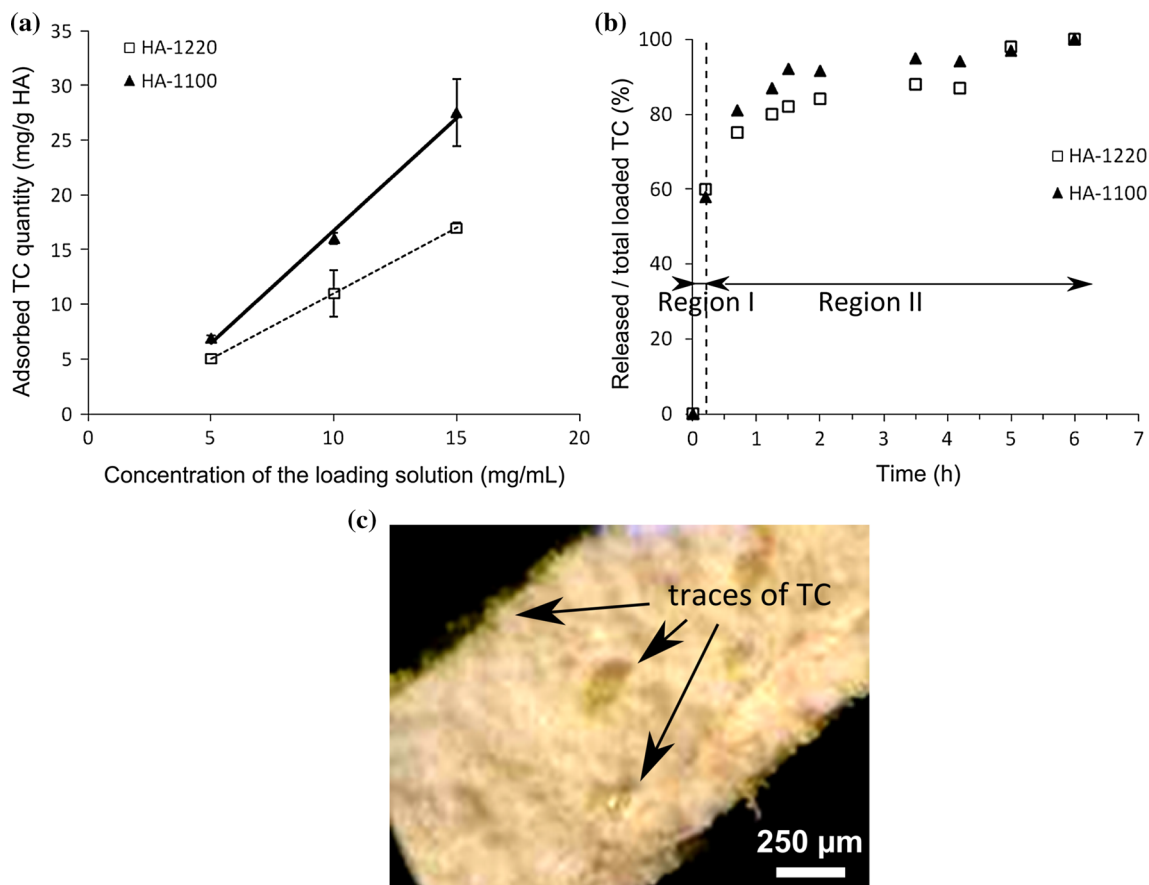 (a)
35
30
25
20
15
10
5
0
Adsorbed TC quantity (mg/g HA)
HA-1220
HA-1100
0 5 10 15 20
Concentration of the loading solution (mg/mL)
(b)
100
80
60
40
20
0
Released / total loaded TC (%)
HA-1220
HA-1100
Region I Region II
0 1 2 3 4 5 6 7
Time (h)
(c)
traces of TC
250 µm